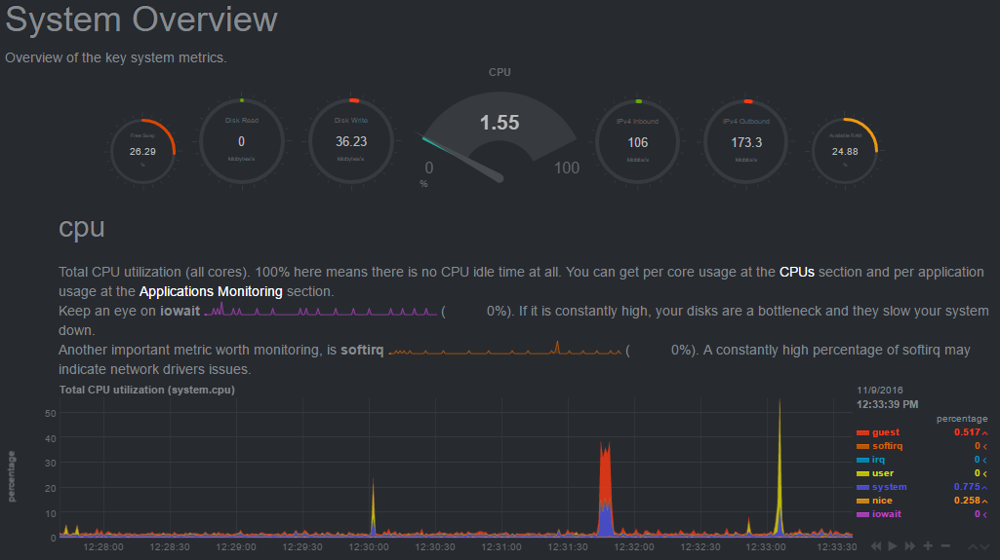 System Overview
Overview of the key system metrics.
CPU
Free Swap
26.29
%
Disk Read
0
Mbytes/s
Disk Write
36.23
Mbytes/s
1.55
0
100
%
IPv4 Inbound
106
Mbits/s
IPv4 Outbound
173.3
Mbits/s
Available RAM
24.88
%
cpu
Total CPU utilization (all cores). 100% here means there is no CPU idle time at all. You can get per core usage at the CPUs section and per application
usage at the Applications Monitoring section.
Keep an eye on iowait ( 0%). If it is constantly high, your disks are a bottleneck and they slow your system
down.
Another important metric worth monitoring, is softirq ( 0%). A constantly high percentage of softirq may
indicate network drivers issues.
Total CPU utilization (system.cpu)
11/9/2016
12:33:39 PM
percentage
guest 0.517
softirq 0
irq 0
user 0
system 0.775
nice 0.258
iowait 0
percentage
50
40
30
20
10
0
12:28:00 12:28:30 12:29:00 12:29:30 12:30:00 12:30:30 12:31:00 12:31:30 12:32:00 12:32:30 12:33:00 12:33:30